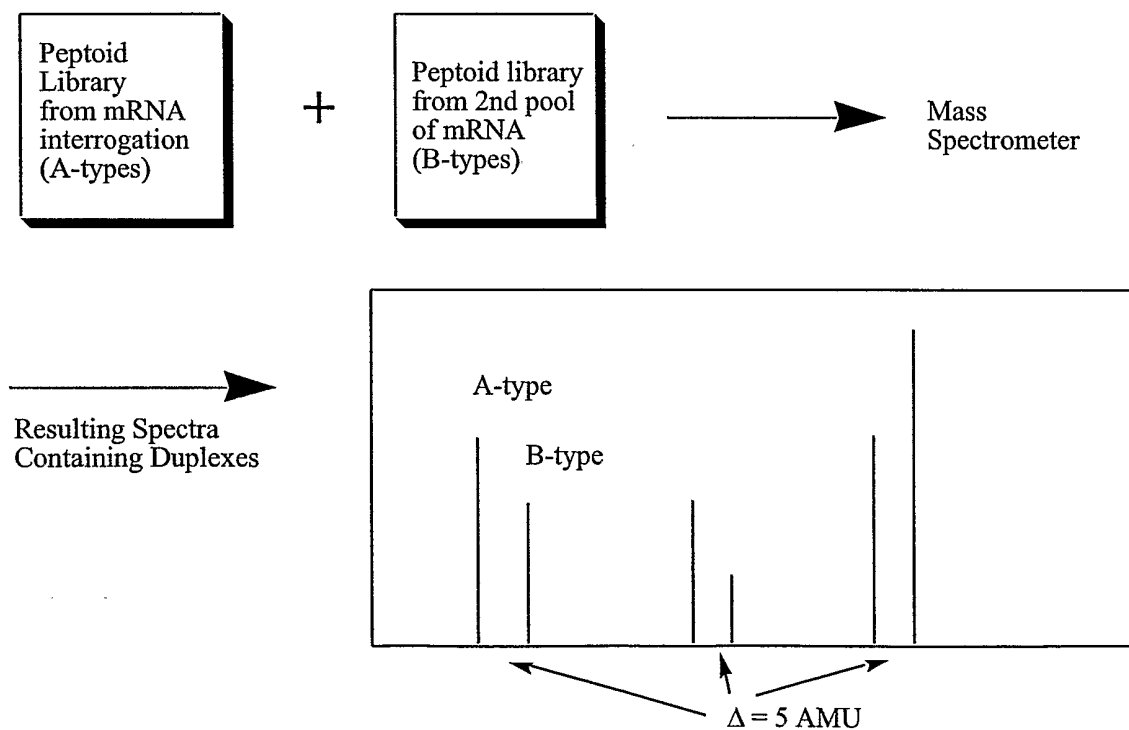 Peptoid
Library
from mRNA
interrogation
(A-types)
+
Peptoid library
from 2nd pool
of mRNA
(B-types)
Mass
Spectrometer
Resulting Spectra
Containing Duplexes
A-type
B-type
Δ = 5 AMU